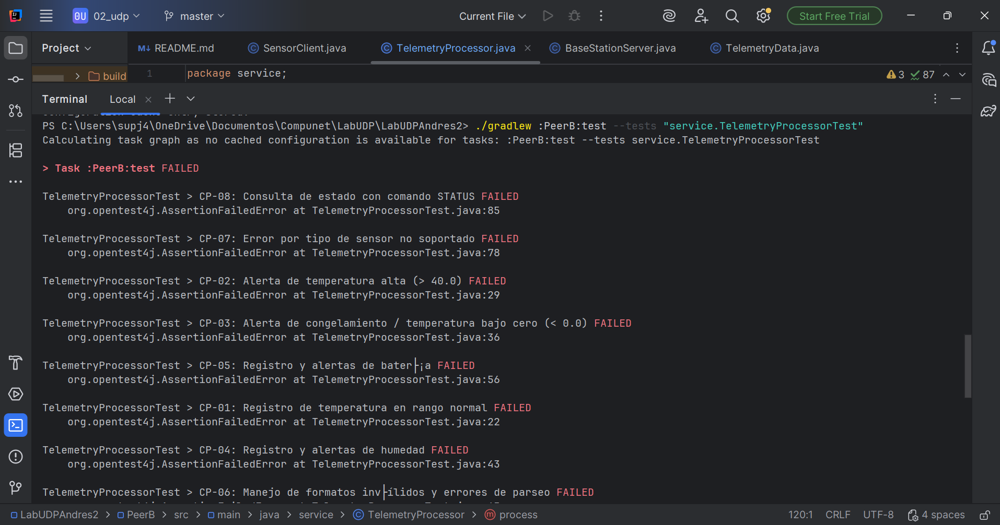 0U 02_udp master Current File Start Free Trial
Project README.md SensorClient.java TelemetryProcessor.java BaseStationServer.java TelemetryData.java
build 1 package service; 3 87
Terminal Local
PS C:\Users\supj4\OneDrive\Documentos\Compunet\LabUDP\LabUDPAndres2> ./gradlew :PeerB:test --tests "service.TelemetryProcessorTest"
Calculating task graph as no cached configuration is available for tasks: :PeerB:test --tests service.TelemetryProcessorTest
> Task :PeerB:test FAILED
TelemetryProcessorTest > CP-08: Consulta de estado con comando STATUS FAILED
org.opentest4j.AssertionFailedError at TelemetryProcessorTest.java:85
TelemetryProcessorTest > CP-07: Error por tipo de sensor no soportado FAILED
org.opentest4j.AssertionFailedError at TelemetryProcessorTest.java:78
TelemetryProcessorTest > CP-02: Alerta de temperatura alta (> 40.0) FAILED
org.opentest4j.AssertionFailedError at TelemetryProcessorTest.java:29
TelemetryProcessorTest > CP-03: Alerta de congelamiento / temperatura bajo cero (< 0.0) FAILED
org.opentest4j.AssertionFailedError at TelemetryProcessorTest.java:36
TelemetryProcessorTest > CP-05: Registro y alertas de bater├¡a FAILED
org.opentest4j.AssertionFailedError at TelemetryProcessorTest.java:56
TelemetryProcessorTest > CP-01: Registro de temperatura en rango normal FAILED
org.opentest4j.AssertionFailedError at TelemetryProcessorTest.java:22
TelemetryProcessorTest > CP-04: Registro y alertas de humedad FAILED
org.opentest4j.AssertionFailedError at TelemetryProcessorTest.java:43
TelemetryProcessorTest > CP-06: Manejo de formatos inv├ílidos y errores de parseo FAILED
LabUDPAndres2 > PeerB > src > main > java > service > TelemetryProcessor > process 120:1 CRLF UTF-8 4 spaces